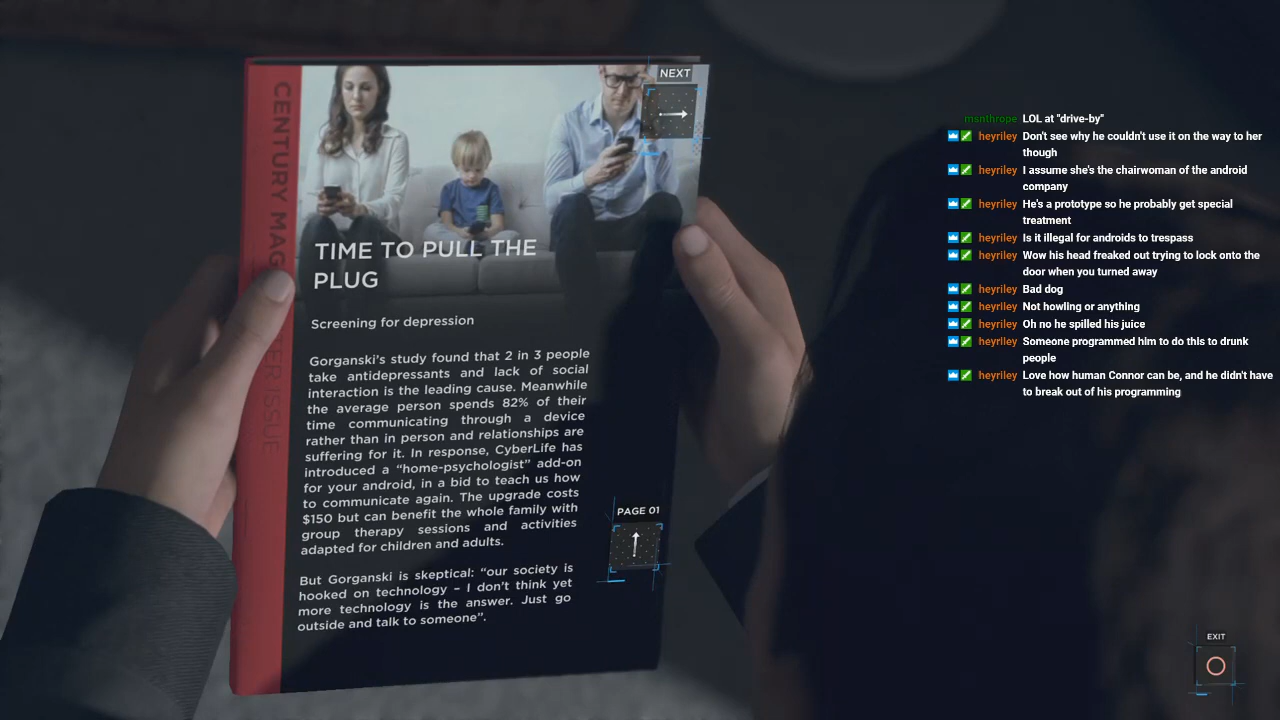 CENTURY MAG
ER ISSUE
NEXT
TIME TO PULL THE
PLUG
Screening for depression
Gorganski's study found that 2 in 3 people
take antidepressants and lack of social
interaction is the leading cause. Meanwhile
the average person spends 82% of their
time communicating through a device
rather than in person and relationships are
suffering for it. In response, CyberLife has
introduced a “home-psychologist” add-on
for your android, in a bid to teach us how
to communicate again. The upgrade costs
$150 but can benefit the whole family with
group therapy sessions and activities
adapted for children and adults.
But Gorganski is skeptical: “our society is
hooked on technology – I don't think yet
more technology is the answer. Just go
outside and talk to someone”.
PAGE 01
msnthrope LOL at "drive-by"
heyriley Don't see why he couldn't use it on the way to her
though
heyriley I assume she's the chairwoman of the android
company
heyriley He's a prototype so he probably get special
treatment
heyriley Is it illegal for androids to trespass
heyriley Wow his head freaked out trying to lock onto the
door when you turned away
heyriley Bad dog
heyriley Not howling or anything
heyriley Oh no he spilled his juice
heyriley Someone programmed him to do this to drunk
people
heyriley Love how human Connor can be, and he didn't have
to break out of his programming
EXIT